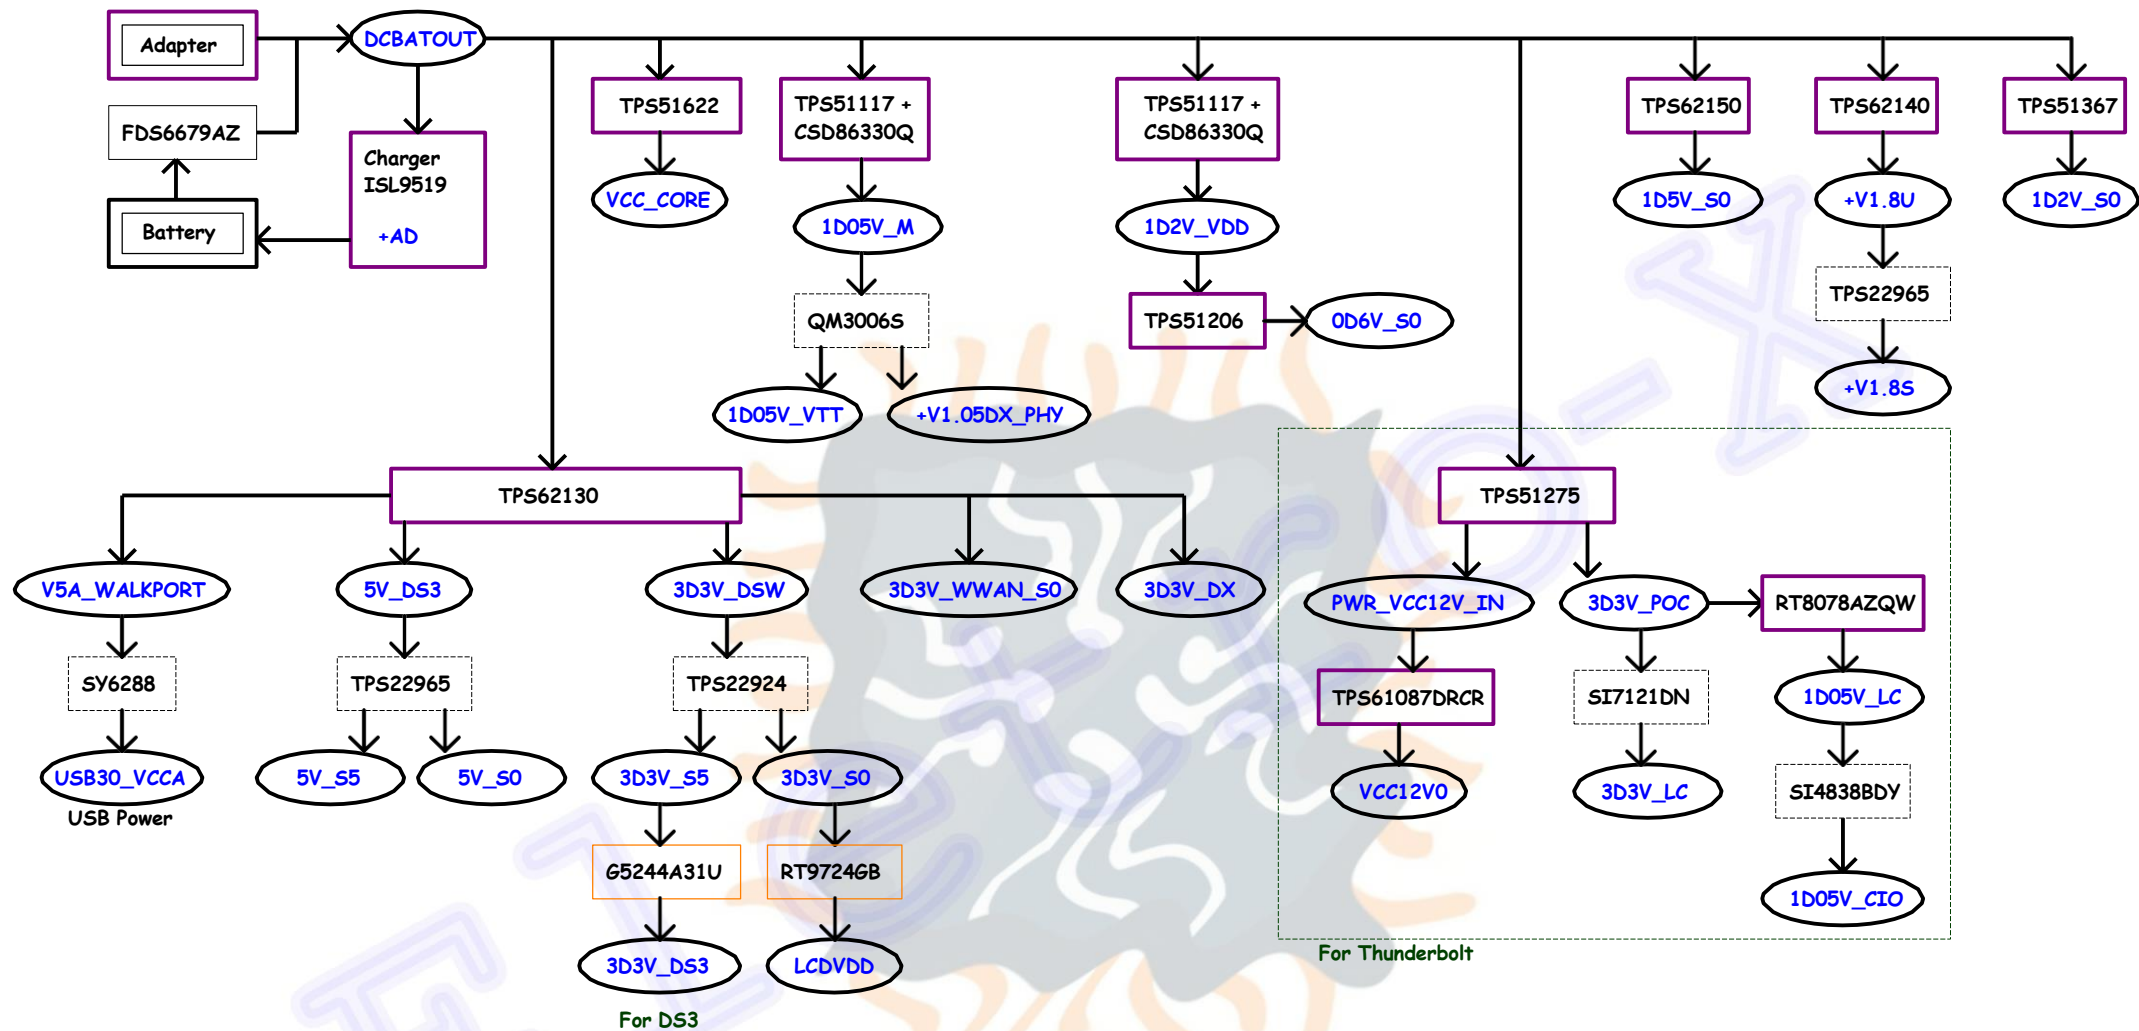 Adapter
DCBATOUT
FDS6679AZ
Charger
ISL9519
+AD
Battery
TPS51622
VCC_CORE
TPS51117 +
CSD86330Q
1D05V_M
QM3006S
1D05V_VTT
+V1.05DX_PHY
TPS51117 +
CSD86330Q
1D2V_VDD
TPS51206
0D6V_S0
TPS62150
1D5V_S0
TPS62140
+V1.8U
TPS22965
+V1.8S
TPS51367
1D2V_S0
TPS62130
V5A_WALKPORT
5V_DS3
3D3V_DSW
3D3V_WWAN_S0
3D3V_DX
SY6288
TPS22965
TPS22924
USB30_VCCA
USB Power
5V_S5
5V_S0
3D3V_S5
3D3V_S0
G5244A31U
RT9724GB
3D3V_DS3
LCDVDD
For DS3
TPS51275
PWR_VCC12V_IN
3D3V_POC
RT8078AZQW
TPS61087DRCR
SI7121DN
1D05V_LC
VCC12V0
3D3V_LC
SI4838BDY
1D05V_CIO
For Thunderbolt